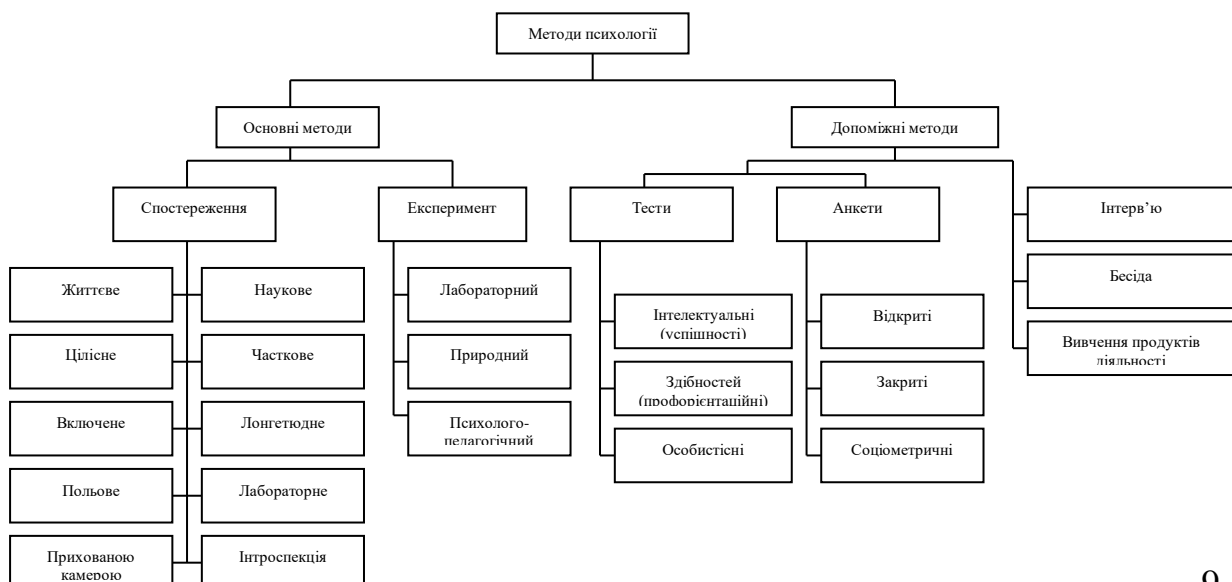 Методи психології
Основні методи
Допоміжні методи
Спостереження
Експеримент
Тести
Анкети
Інтерв’ю
Бесіда
Вивчення продуктів
діяльності
Життєве
Наукове
Цілісне
Часткове
Включене
Лонгетюдне
Польове
Лабораторне
Прихованою
камерою
Інтроспекція
Лабораторний
Природний
Психолого-
педагогічний
Інтелектуальні
(успішності)
Здібностей
(профорієнтаційні)
Особистісні
Відкриті
Закриті
Соціометричні
9